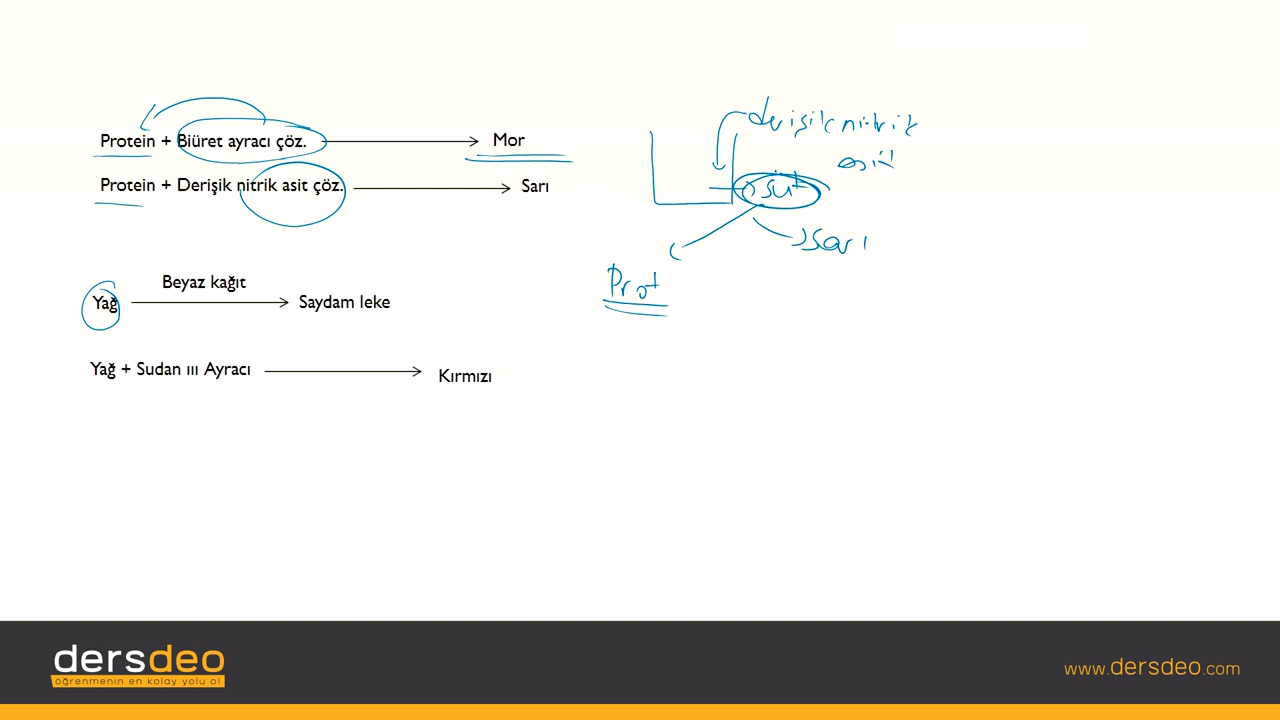 Protein + Biüret ayracı çöz. Mor
Protein + Derişik nitrik asit çöz. Sarı
Beyaz kağıt
Yağ Saydam leke
Yağ + Sudan ııı Ayracı Kırmızı
derişik nitrik
asit
süt
sarı
Prot
dersdeo
öğrenmenin en kolay yolu o!
www.dersdeo.com